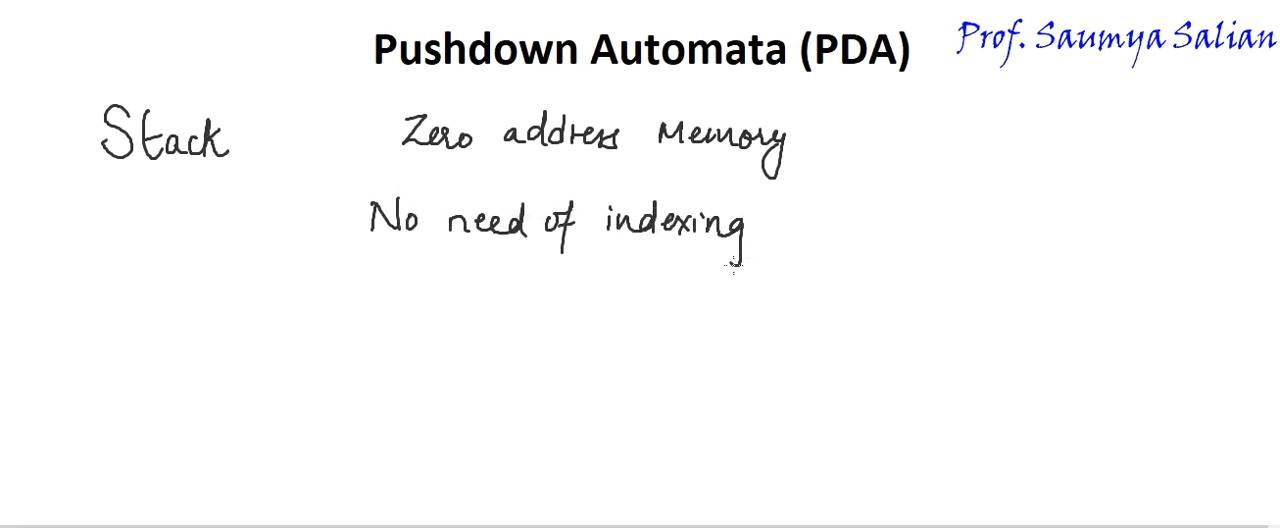 Pushdown Automata (PDA) Prof. Saumya Salian
Stack Zero address Memory
No need of indexing